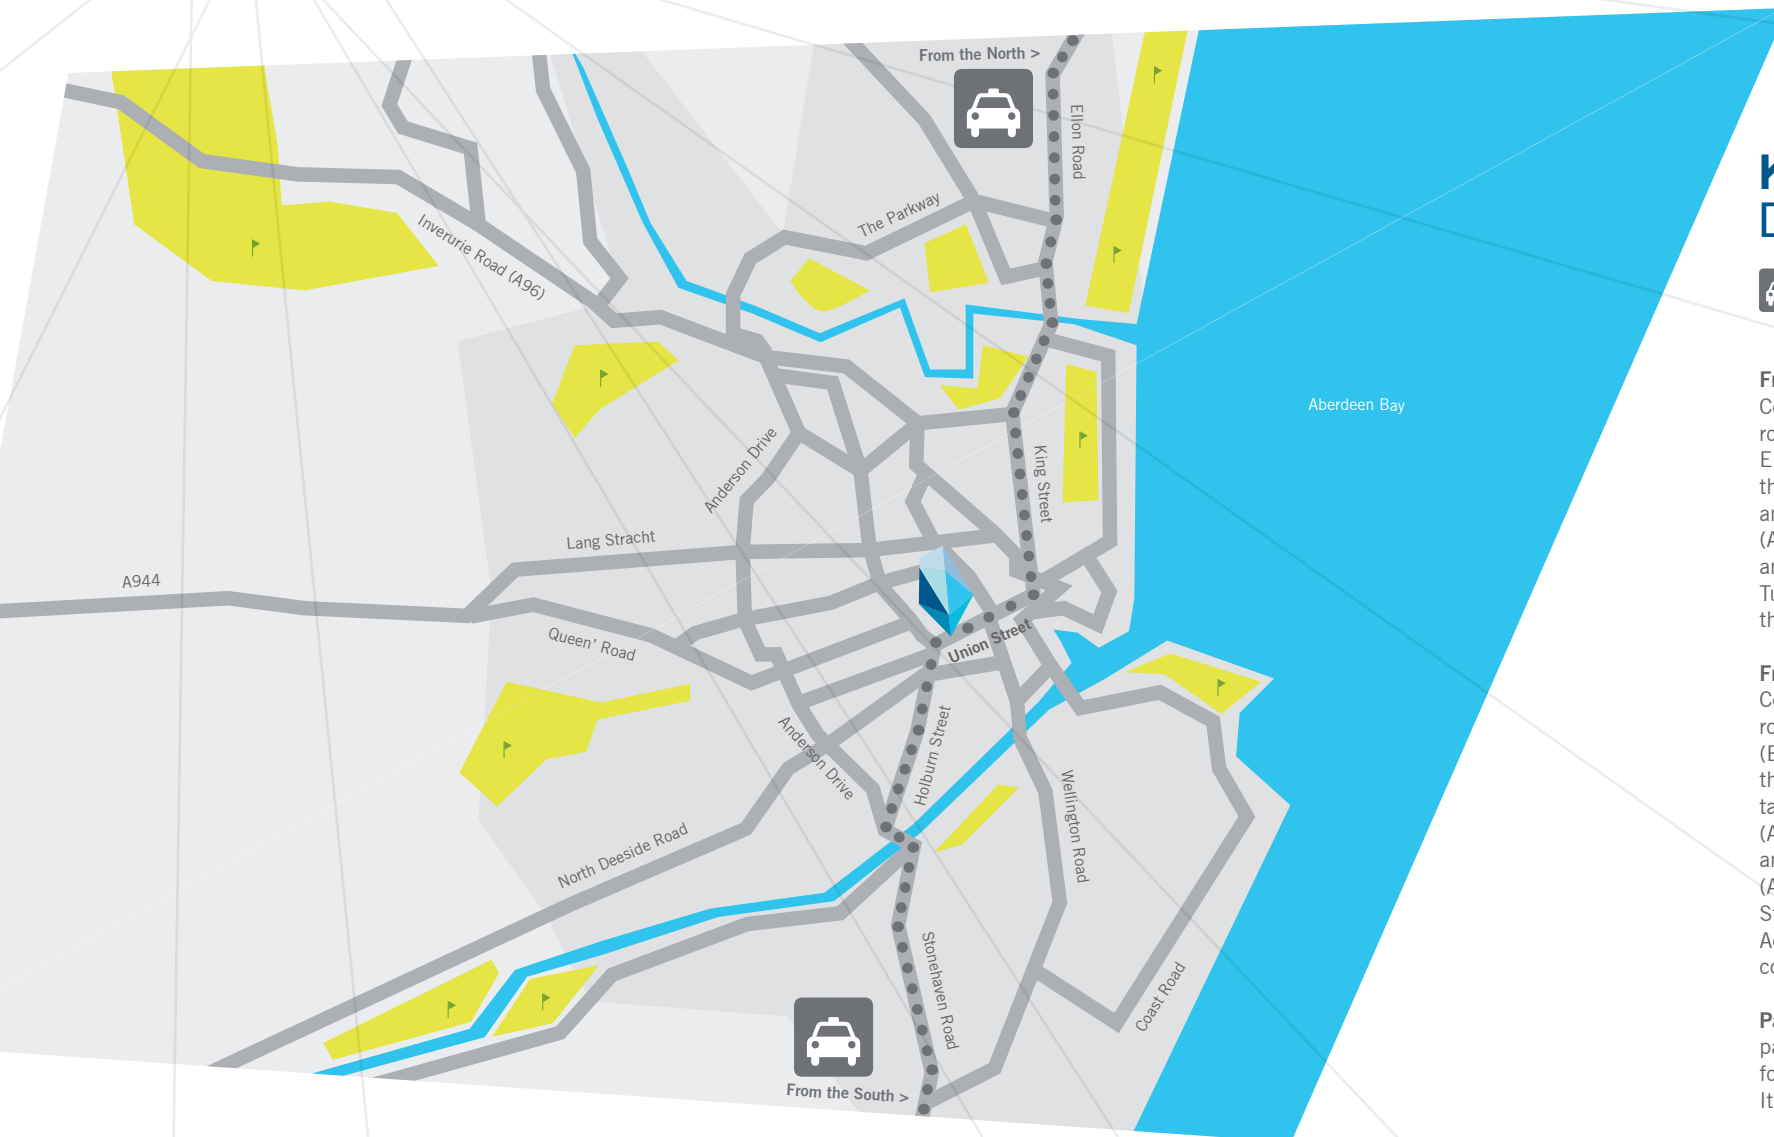 From the North >
Ellon Road
The Parkway
Inverurie Road (A96)
Aberdeen Bay
Anderson Drive
King Street
Lang Stracht
A944
Queen' Road
Union Street
Anderson Drive
Holburn Street
Wellington Road
North Deeside Road
Stonehaven Road
Coast Road
From the South >